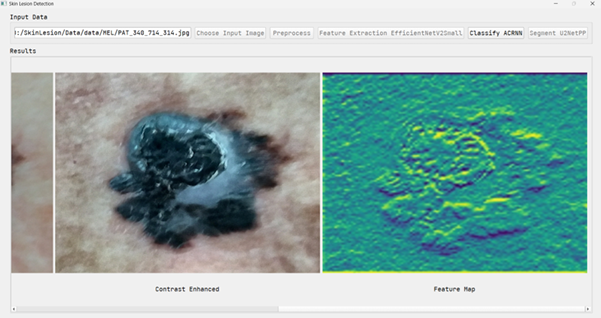 Skin Lesion Detection
Input Data
):/SkinLesion/Data/data/MEL/PAT_340_714_314.jpg Choose Input Image Preprocess Feature Extraction EfficientNetV2Small Classify ACRNN Segment U2NetPP
Results
Contrast Enhanced Feature Map